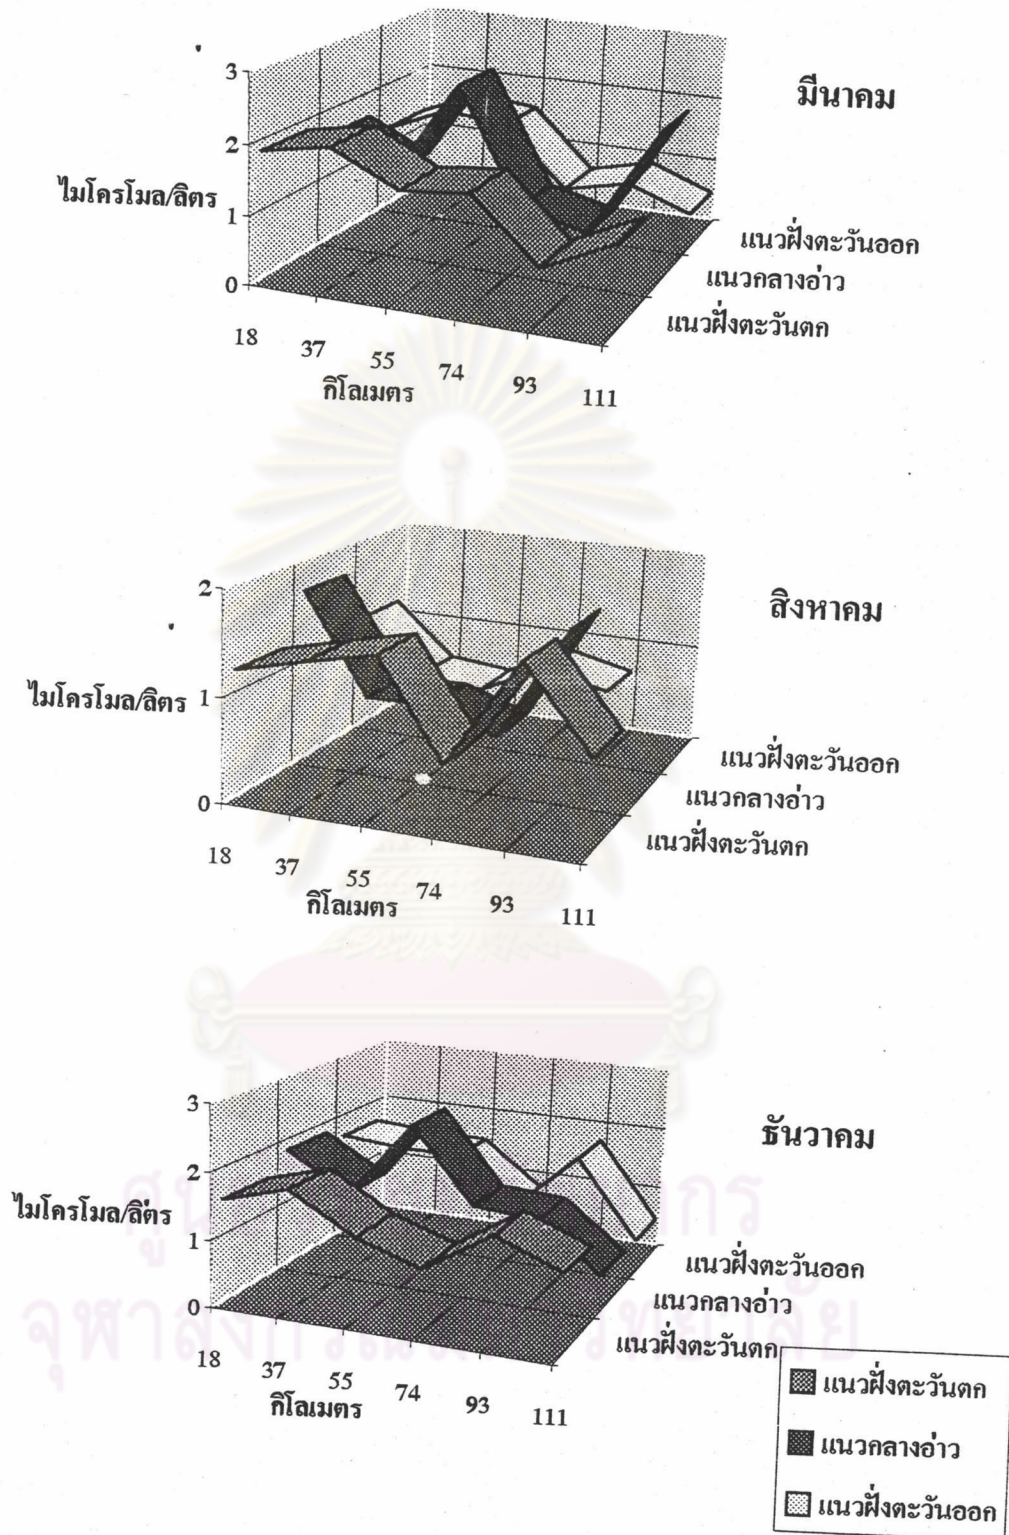 มีนาคม
3
2
ไมโครโมล/ลิตร
1
0
แนวฝั่งตะวันออก
แนวกลางอ่าว
แนวฝั่งตะวันตก
18 37 55 74 93 111
กิโลเมตร
สิงหาคม
2
ไมโครโมล/ลิตร
1
0
แนวฝั่งตะวันออก
แนวกลางอ่าว
แนวฝั่งตะวันตก
18 37 55 74 93 111
กิโลเมตร
ธันวาคม
3
2
ไมโครโมล/ลิตร
1
0
แนวฝั่งตะวันออก
แนวกลางอ่าว
แนวฝั่งตะวันตก
18 37 55 74 93 111
กิโลเมตร
แนวฝั่งตะวันตก
แนวกลางอ่าว
แนวฝั่งตะวันออก